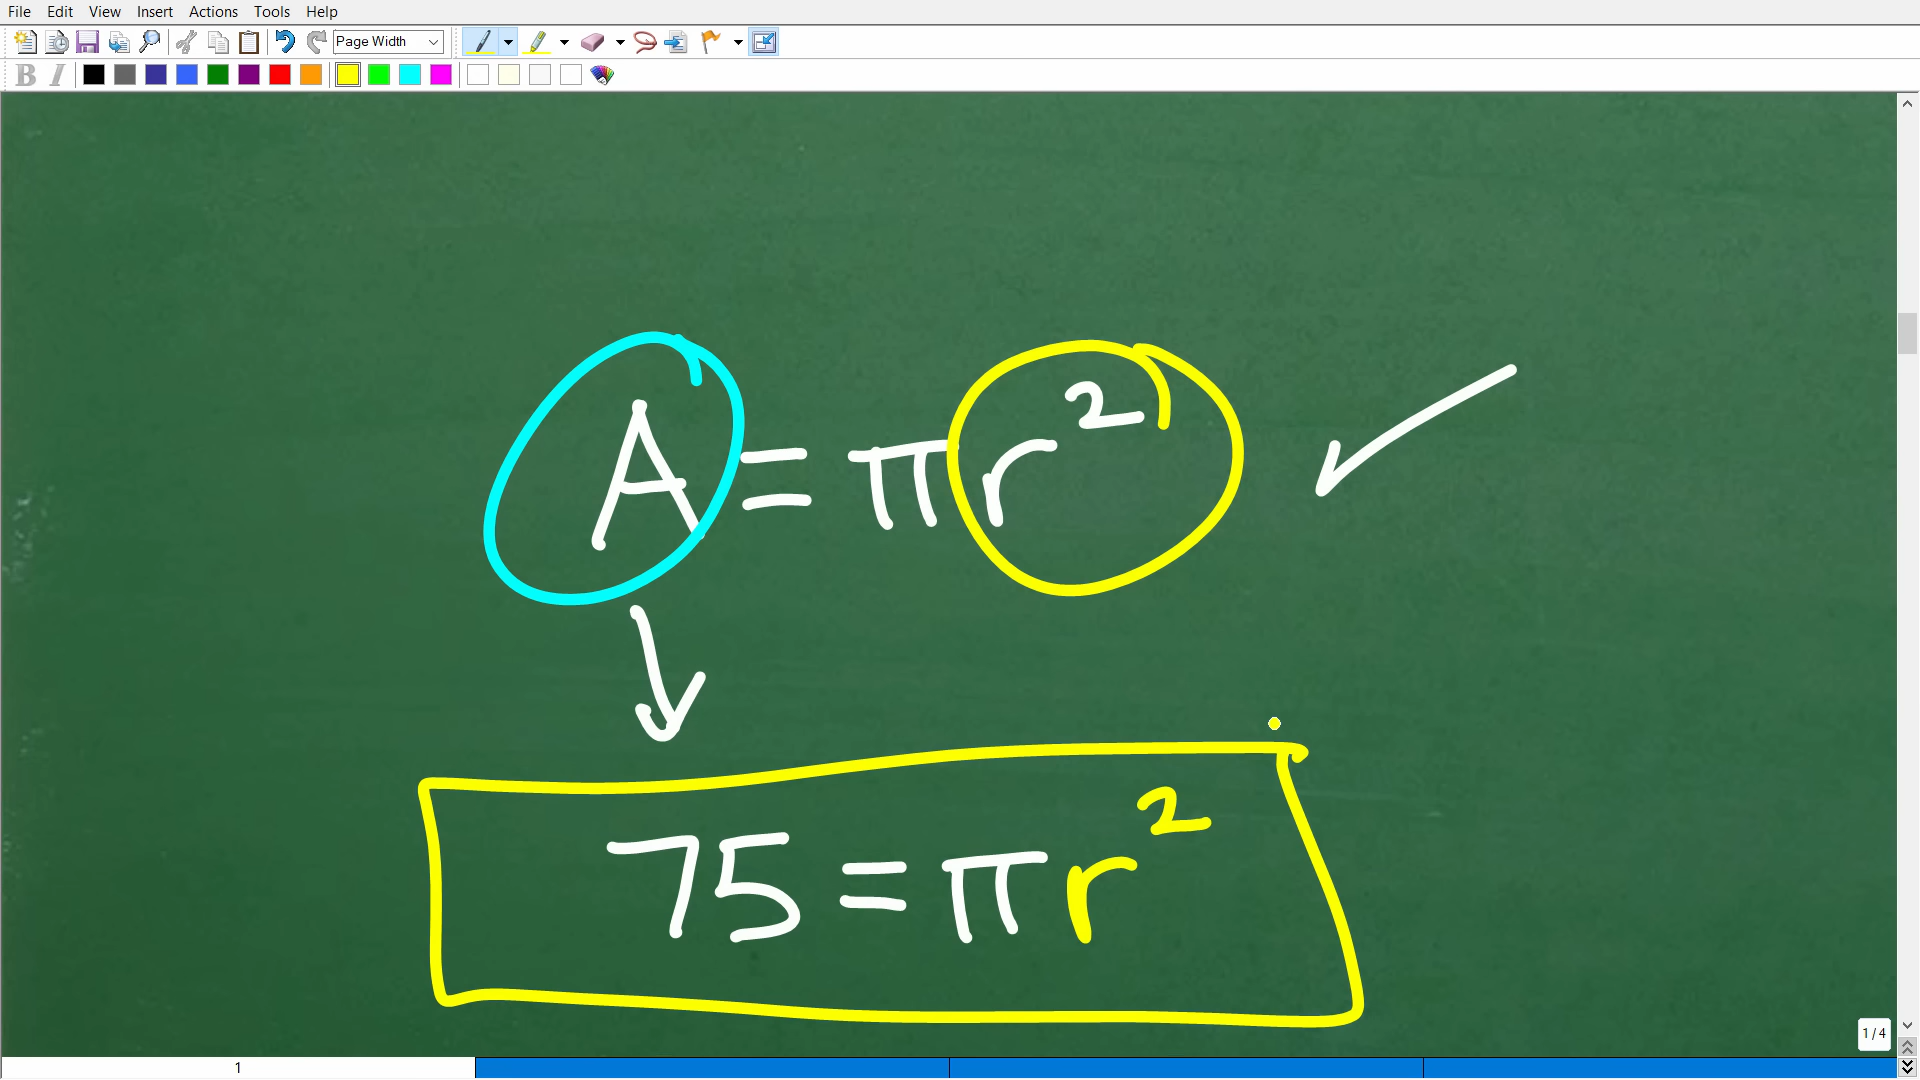 File Edit View Insert Actions Tools Help
Page Width
B I
A = πr²
75 = πr²
1 / 4
1